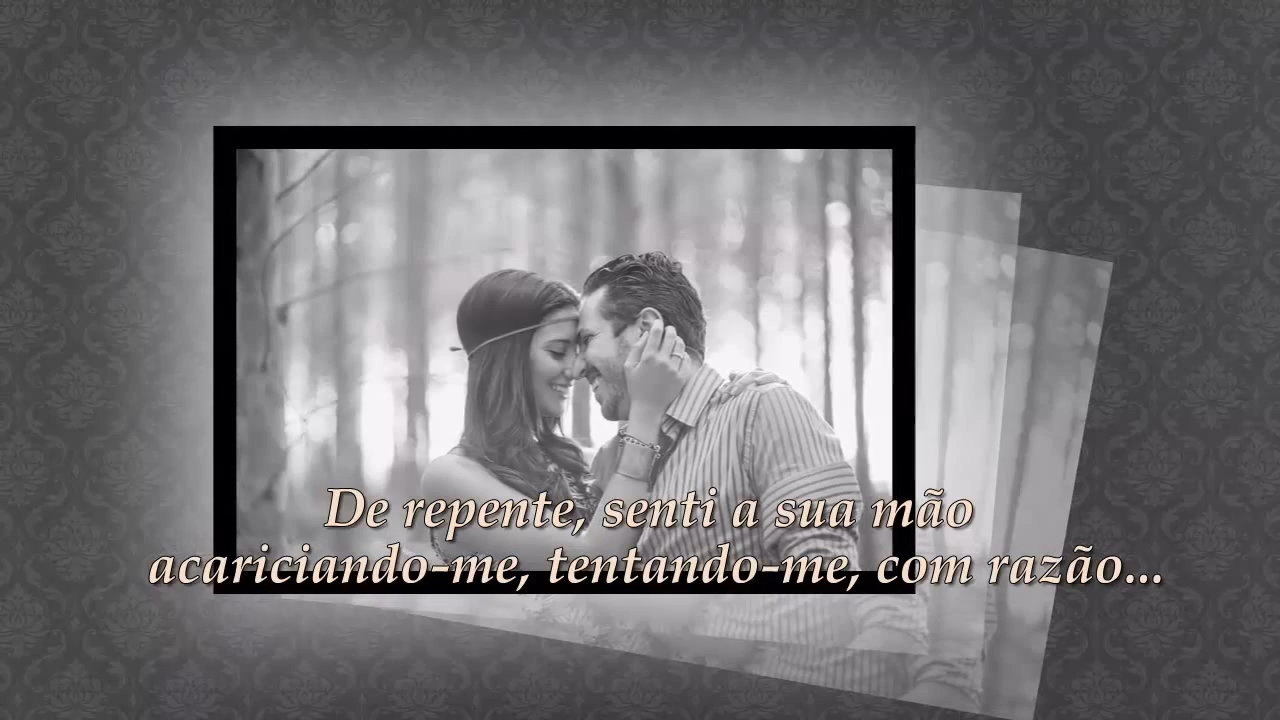 De repente, senti a sua mão
acariciando-me, tentando-me, com razão...